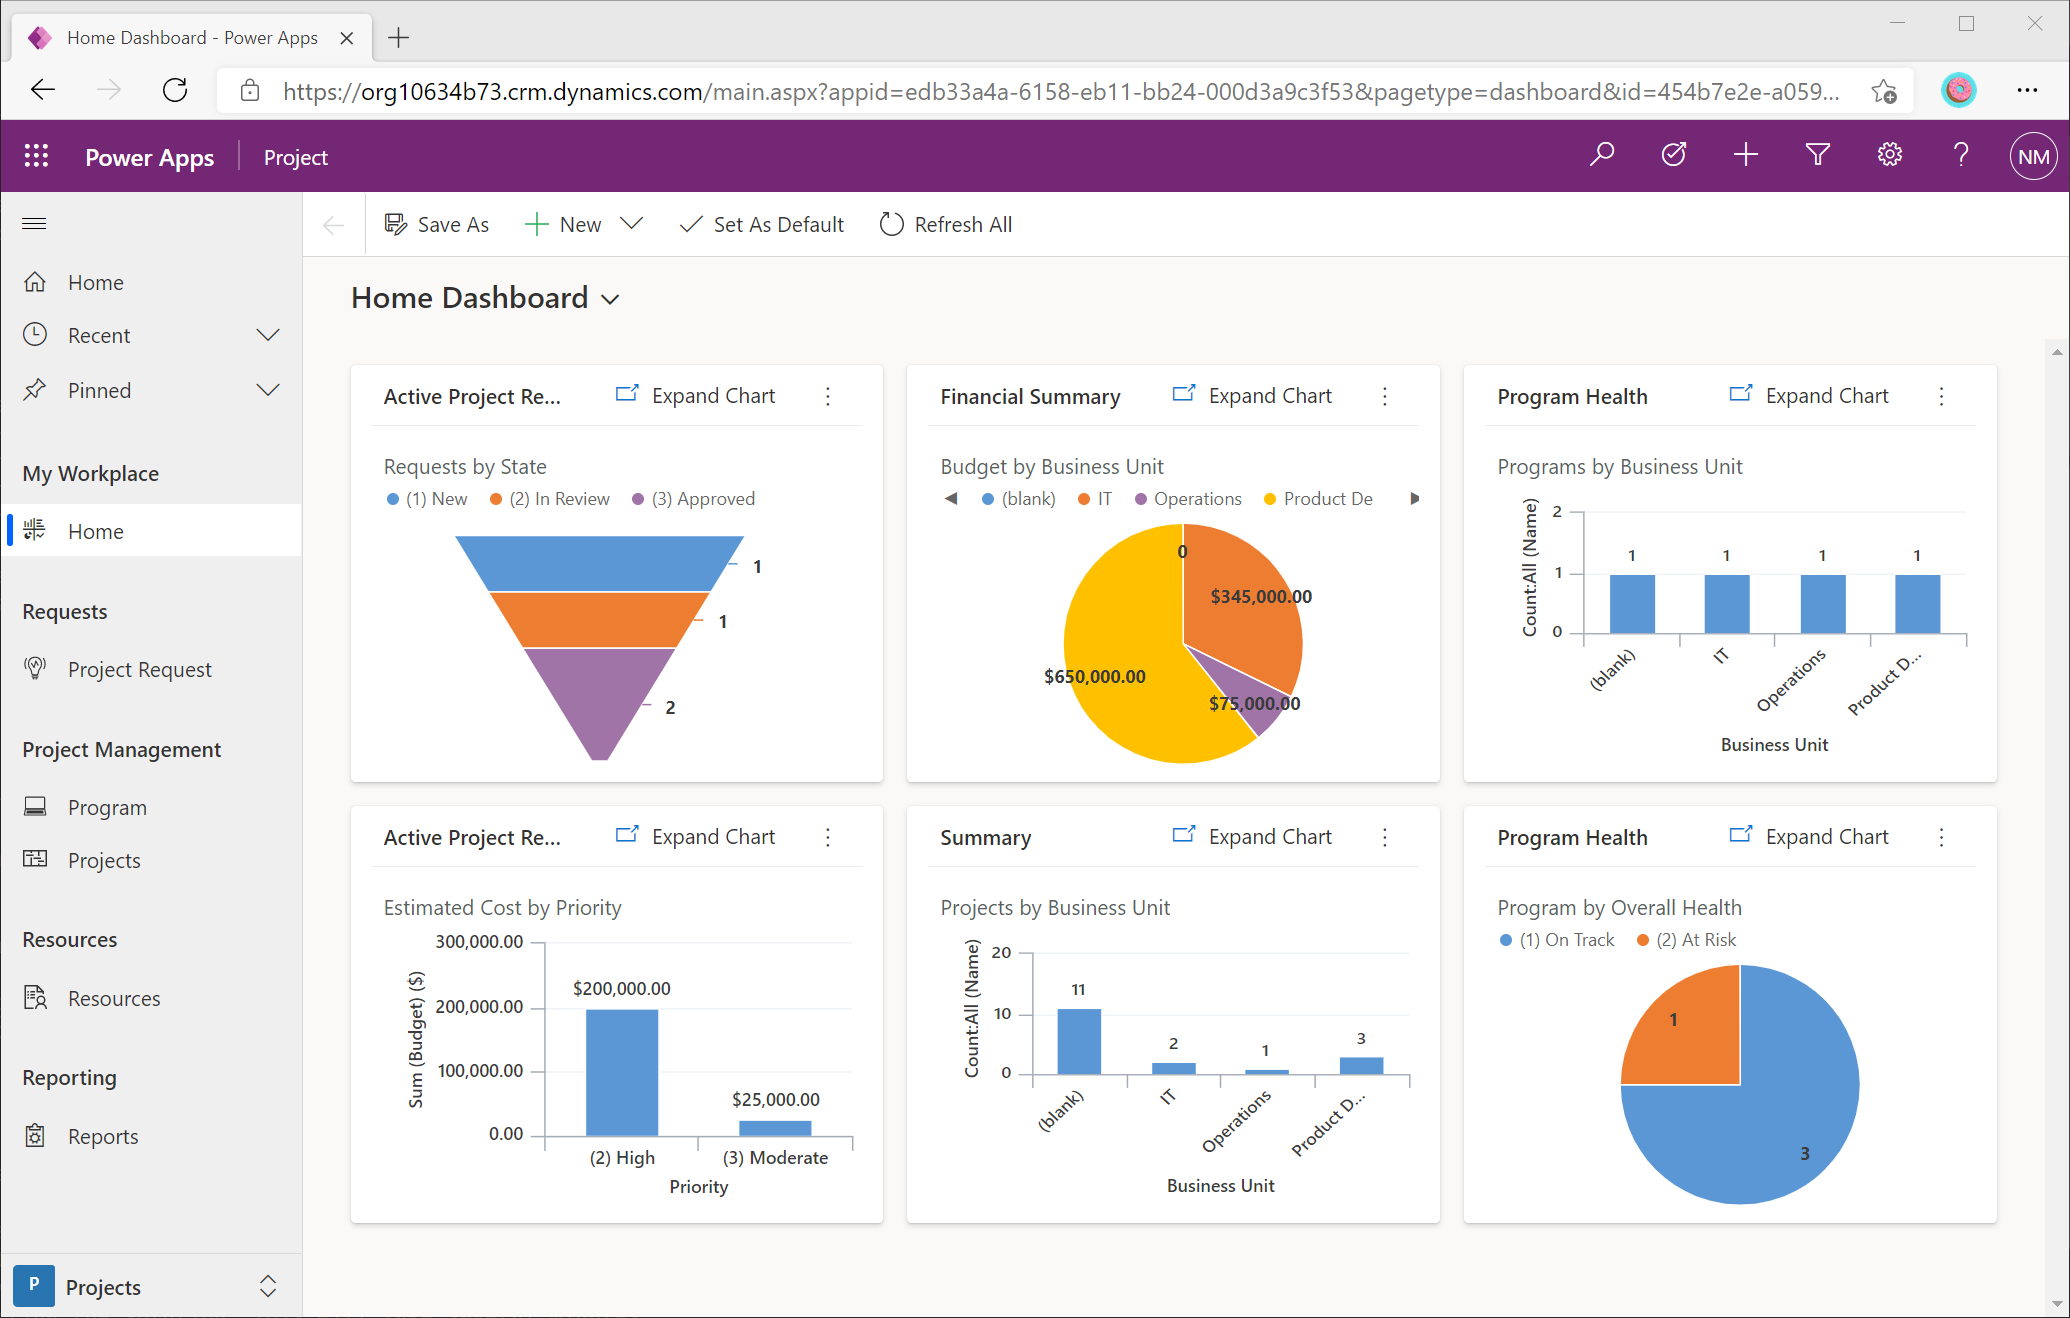 Home Dashboard - Power Apps
https://org10634b73.crm.dynamics.com/main.aspx?appid=edb33a4a-6158-eb11-bb24-000d3a9c3f53&pagetype=dashboard&id=454b7e2e-a059...
Power Apps Project
NM
Save As New Set As Default Refresh All
Home
Recent
Pinned
My Workplace
Home
Requests
Project Request
Project Management
Program
Projects
Resources
Resources
Reporting
Reports
P Projects
Home Dashboard
Active Project Re... Expand Chart
Requests by State
(1) New (2) In Review (3) Approved
1
1
2
Financial Summary Expand Chart
Budget by Business Unit
(blank) IT Operations Product De
0
$345,000.00
$650,000.00
$75,000.00
Program Health Expand Chart
Programs by Business Unit
Count:All (Name)
2
1
0
1 1 1 1
(blank) IT Operations Product D...
Business Unit
Active Project Re... Expand Chart
Estimated Cost by Priority
Sum (Budget) ($)
300,000.00
200,000.00
100,000.00
0.00
$200,000.00
$25,000.00
(2) High (3) Moderate
Priority
Summary Expand Chart
Projects by Business Unit
Count:All (Name)
20
10
0
11 2 1 3
(blank) IT Operations Product D...
Business Unit
Program Health Expand Chart
Program by Overall Health
(1) On Track (2) At Risk
1
3